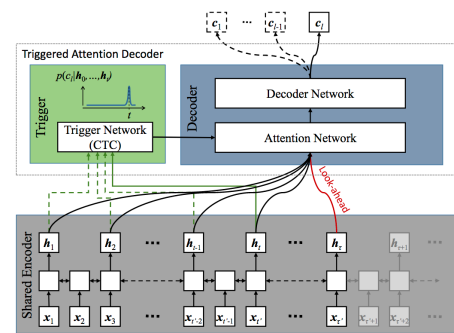 c1 ... cl-1 cl
Triggered Attention Decoder
p(cl|h0,...,ht)
t
Trigger
Trigger Network
(CTC)
Decoder
Decoder Network
Attention Network
Look-ahead
Shared Encoder
h1 h2 ... ht-1 ht ... hτ hτ+1 ...
... ...
x1 x2 x3 ... xt'-2 xt'-1 xt' ... xτ' xτ'+1 xτ'+2 ...